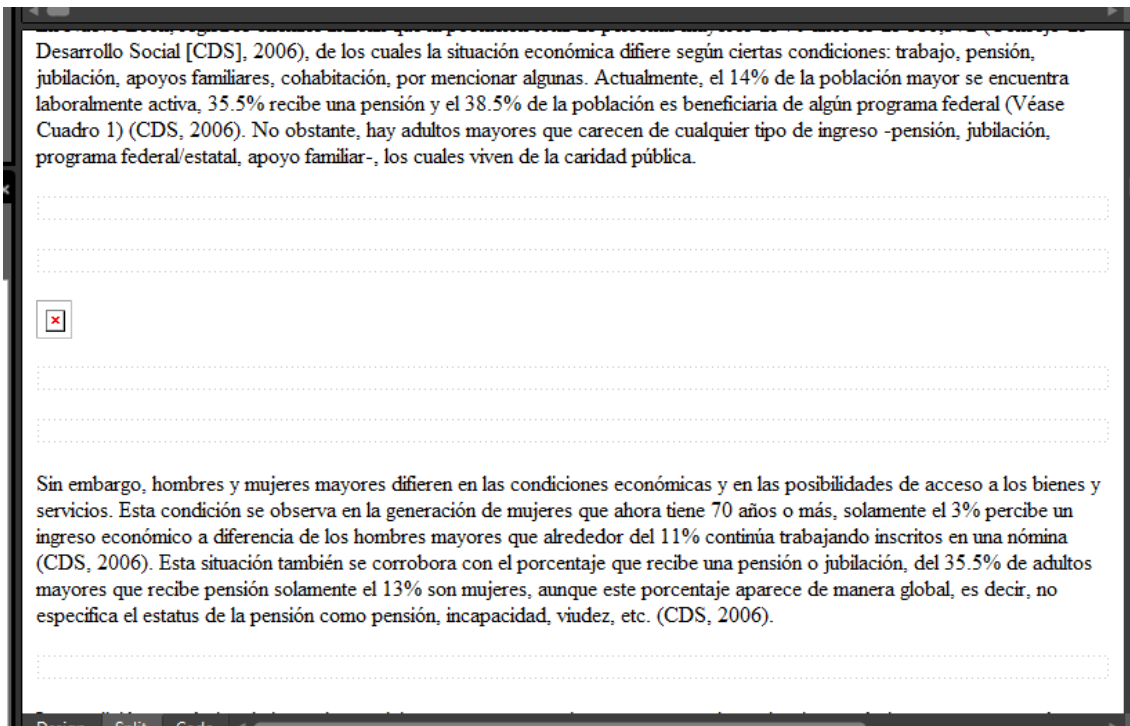 Desarrollo Social [CDS], 2006), de los cuales la situación económica difiere según ciertas condiciones: trabajo, pensión,
jubilación, apoyos familiares, cohabitación, por mencionar algunas. Actualmente, el 14% de la población mayor se encuentra
laboralmente activa, 35.5% recibe una pensión y el 38.5% de la población es beneficiaria de algún programa federal (Véase
Cuadro 1) (CDS, 2006). No obstante, hay adultos mayores que carecen de cualquier tipo de ingreso -pensión, jubilación,
programa federal/estatal, apoyo familiar-, los cuales viven de la caridad pública.
Sin embargo, hombres y mujeres mayores difieren en las condiciones económicas y en las posibilidades de acceso a los bienes y
servicios. Esta condición se observa en la generación de mujeres que ahora tiene 70 años o más, solamente el 3% percibe un
ingreso económico a diferencia de los hombres mayores que alrededor del 11% continúa trabajando inscritos en una nómina
(CDS, 2006). Esta situación también se corrobora con el porcentaje que recibe una pensión o jubilación, del 35.5% de adultos
mayores que recibe pensión solamente el 13% son mujeres, aunque este porcentaje aparece de manera global, es decir, no
especifica el estatus de la pensión como pensión, incapacidad, viudez, etc. (CDS, 2006).
Design Split Code